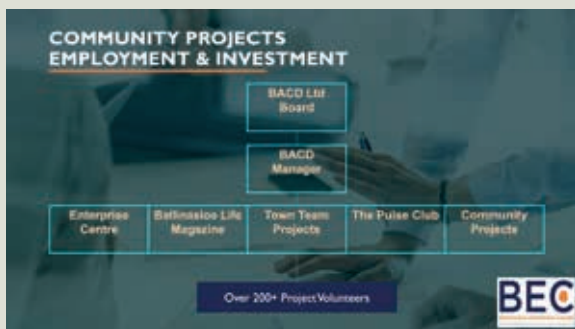 COMMUNITY PROJECTS
EMPLOYMENT & INVESTMENT
BACD Ltd
Board
BACD
Manager
Enterprise
Centre
Ballinasloe Life
Magazine
Town Team
Projects
The Pulse Club
Community
Projects
Over 200+ Project Volunteers
BEC